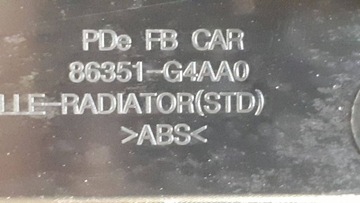 PDe FB CAR
86351-G4AA0
LLE-RADIATOR(STD)
>ABS<